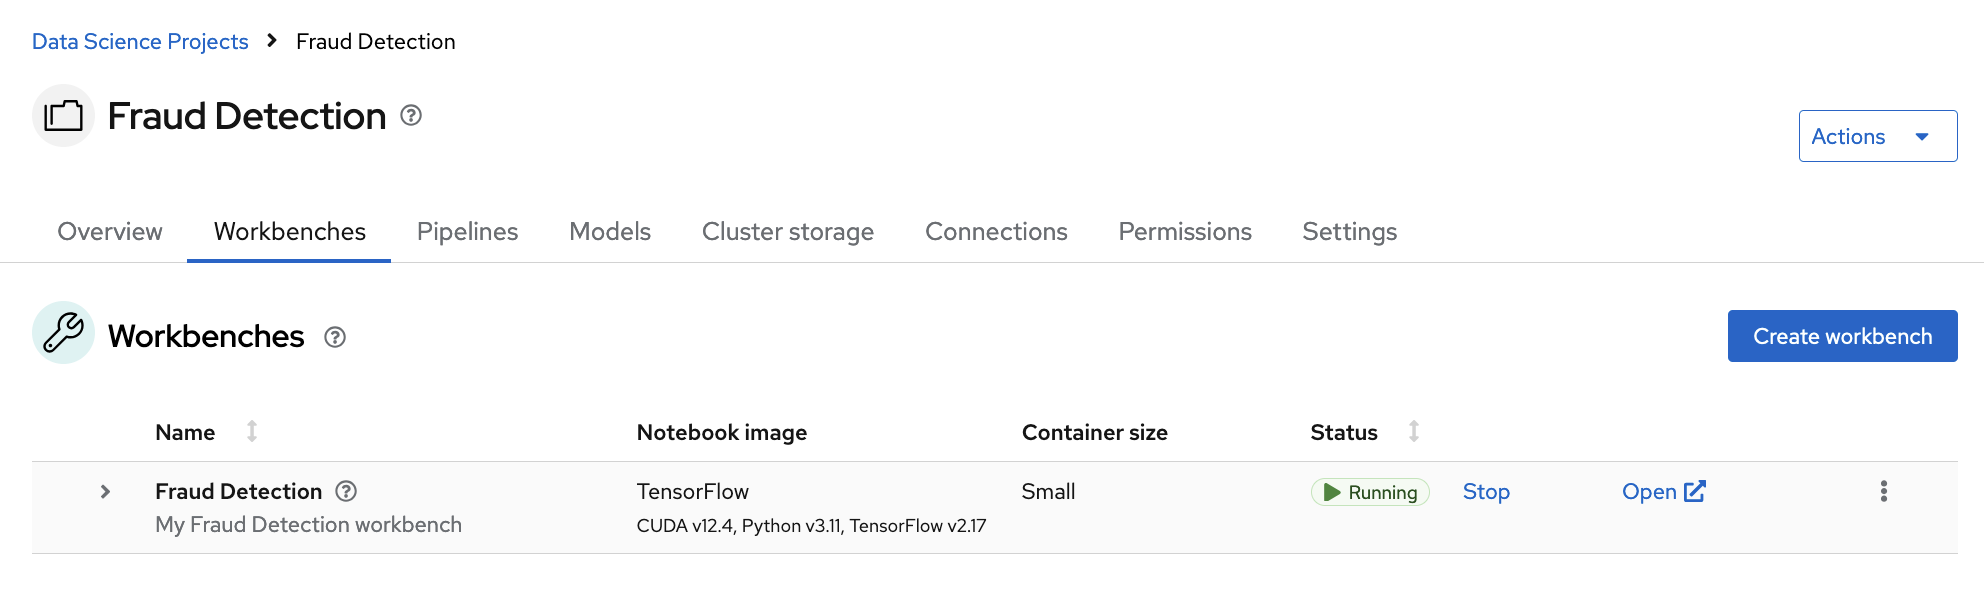 Data Science Projects > Fraud Detection
Fraud Detection
Actions
Overview Workbenches Pipelines Models Cluster storage Connections Permissions Settings
Workbenches
Create workbench
Name Notebook image Container size Status
Fraud Detection TensorFlow Small Running Stop Open
My Fraud Detection workbench CUDA v12.4, Python v3.11, TensorFlow v2.17